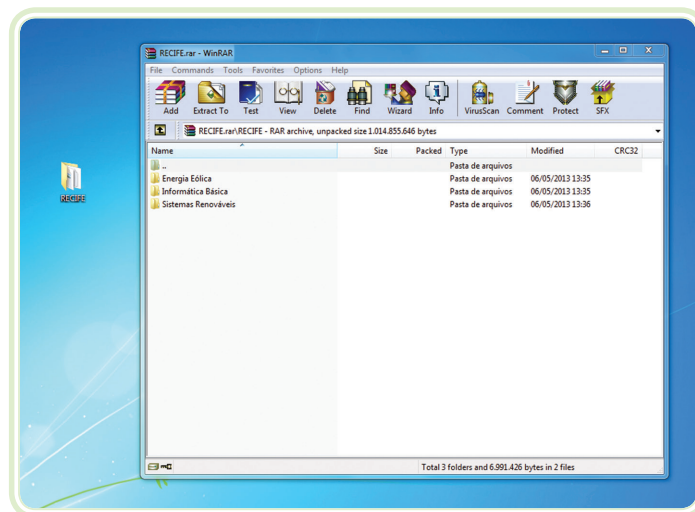 RECIFE.rar - WinRAR
File Commands Tools Favorites Options Help
Add Extract To Test View Delete Find Wizard Info VirusScan Comment Protect SFX
RECIFE.rar\RECIFE - RAR archive, unpacked size 1.014.855.646 bytes
Name Size Packed Type Modified CRC32
.. Pasta de arquivos
Energia Eólica Pasta de arquivos 06/05/2013 13:35
Informática Básica Pasta de arquivos 06/05/2013 13:35
Sistemas Renováveis Pasta de arquivos 06/05/2013 13:36
RECIFE
Total 3 folders and 6.991.426 bytes in 2 files